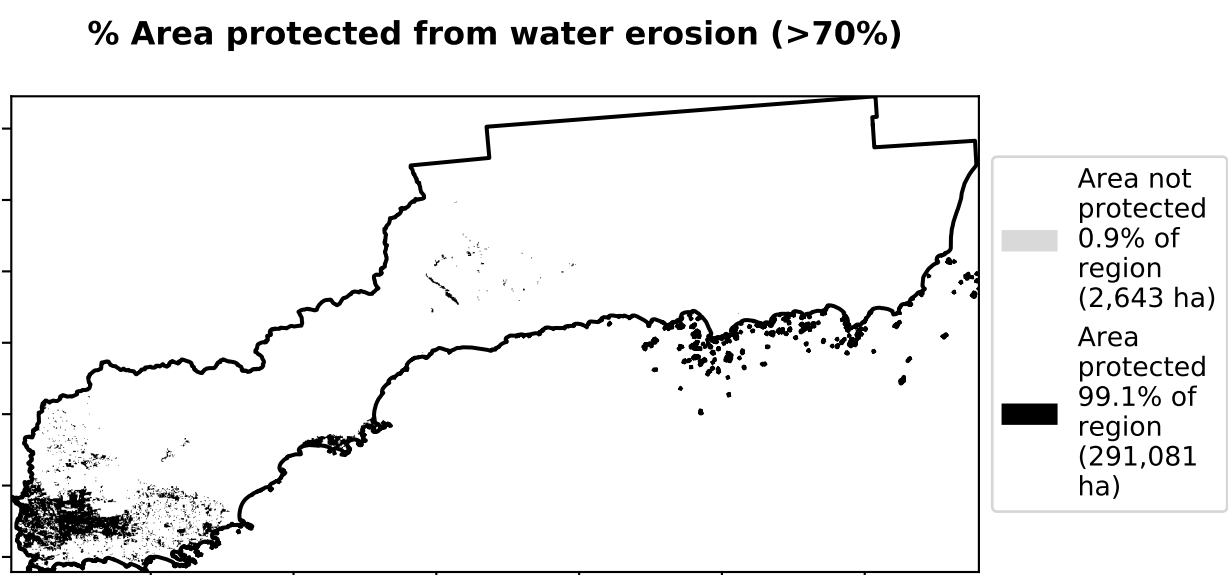 % Area protected from water erosion (>70%)
Area not
protected
0.9% of
region
(2,643 ha)
Area
protected
99.1% of
region
(291,081
ha)